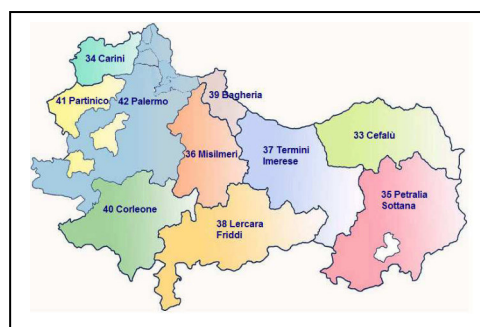 34 Carini
41 Partinico
42 Palermo
39 Bagheria
33 Cefalù
36 Misilmeri
37 Termini
Imerese
35 Petralia
Sottana
40 Corleone
38 Lercara
Friddi